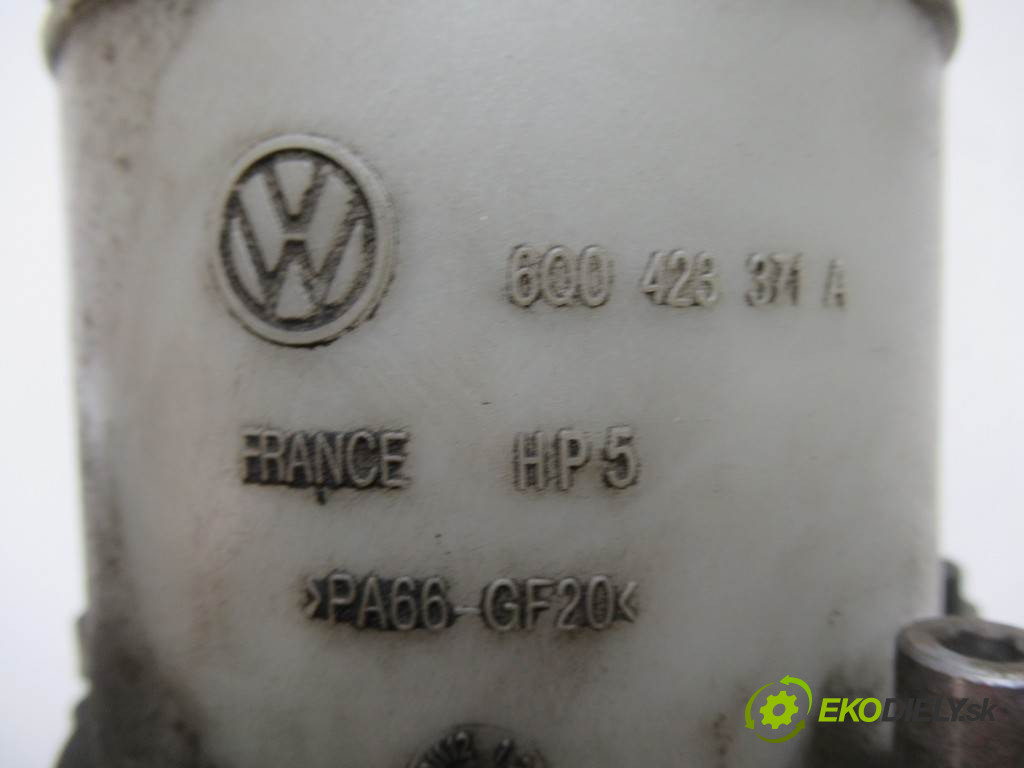 6Q0 423 371 A
FRANCE HP5
>PA66-GF20<
EKODIELY.sk